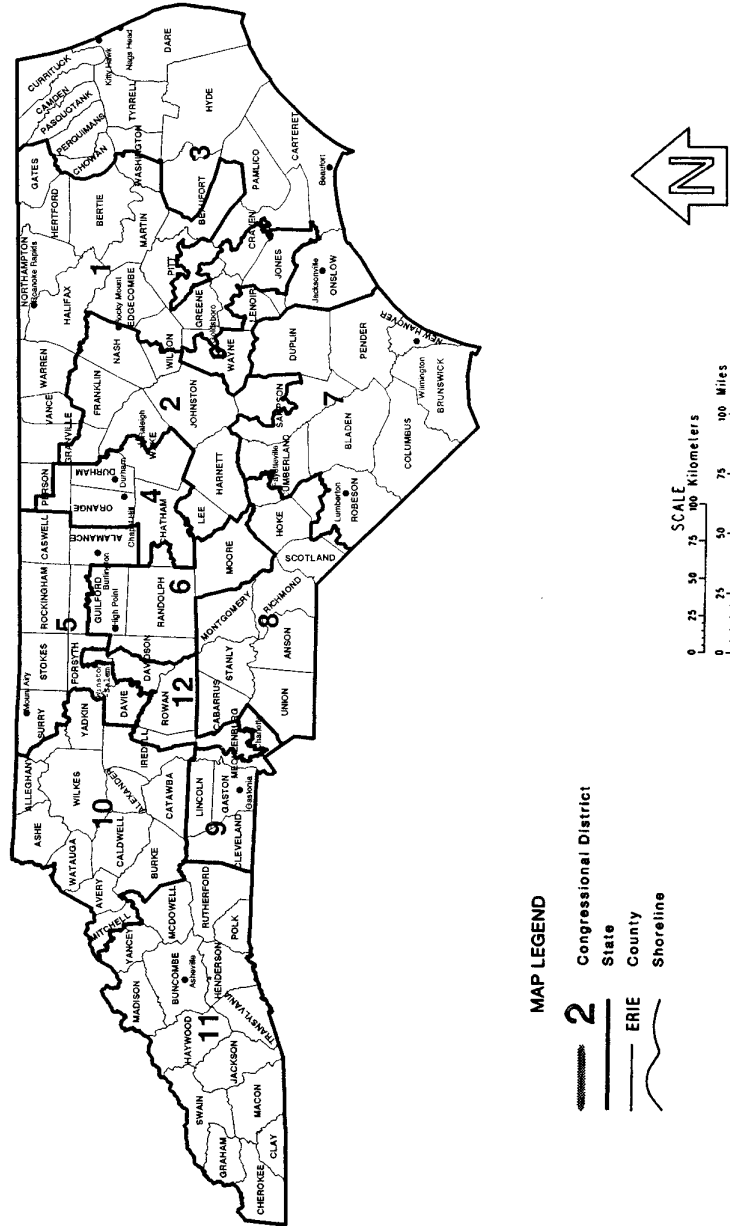 CURRITUCK
CAMDEN
PASQUOTANK
PERQUIMANS
CHOWAN
GATES
HERTFORD
NORTHAMPTON
Roanoke Rapids
Kitty Hawk
Nags Head
DARE
TYRRELL
WASHINGTON
HYDE
BERTIE
MARTIN
1
HALIFAX
WARREN
VANCE
GRANVILLE
PERSON
CASWELL
ROCKINGHAM
STOKES
SURRY
Mount Airy
ALLEGHANY
ASHE
BEAUFORT
3
PAMLICO
CARTERET
Beaufort
CRAVEN
JONES
PITT
GREENE
LENOIR
EDGECOMBE
Rocky Mount
NASH
FRANKLIN
WILSON
WAYNE
Goldsboro
Jacksonville
ONSLOW
2
JOHNSTON
WAKE
Raleigh
DURHAM
Durham
ORANGE
Chapel Hill
4
CHATHAM
LEE
HARNETT
ALAMANCE
Burlington
GUILFORD
High Point
5
6
RANDOLPH
FORSYTH
Winston
Salem
DAVIDSON
DAVIE
YADKIN
WILKES
WATAUGA
10
ALEXANDER
IREDELL
ROWAN
12
CALDWELL
CATAWBA
AVERY
BURKE
MITCHELL
YANCEY
MADISON
MCDOWELL
BUNCOMBE
Asheville
RUTHERFORD
POLK
HENDERSON
TRANSYLVANIA
HAYWOOD
11
JACKSON
SWAIN
MACON
GRAHAM
CLAY
CHEROKEE
LINCOLN
GASTON
Gastonia
9
CLEVELAND
MECKLENBURG
Charlotte
CABARRUS
STANLY
UNION
MONTGOMERY
8
ANSON
RICHMOND
MOORE
SCOTLAND
HOKE
CUMBERLAND
Fayetteville
SAMPSON
DUPLIN
PENDER
7
BLADEN
Lumberton
ROBESON
COLUMBUS
BRUNSWICK
Wilmington
NEW HANOVER
N
SCALE
0 25 50 75 100 Kilometers
0 25 50 75 100 Miles
MAP LEGEND
2 Congressional District
State
ERIE County
Shoreline